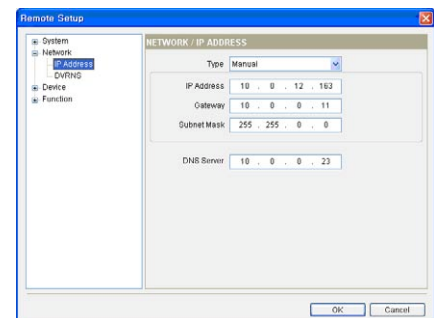 Remote Setup
System
Network
IP Address
DVRNS
Device
Function
NETWORK / IP ADDRESS
Type Manual
IP Address 10 . 0 . 12 . 163
Gateway 10 . 0 . 0 . 11
Subnet Mask 255 . 255 . 0 . 0
DNS Server 10 . 0 . 0 . 23
OK Cancel